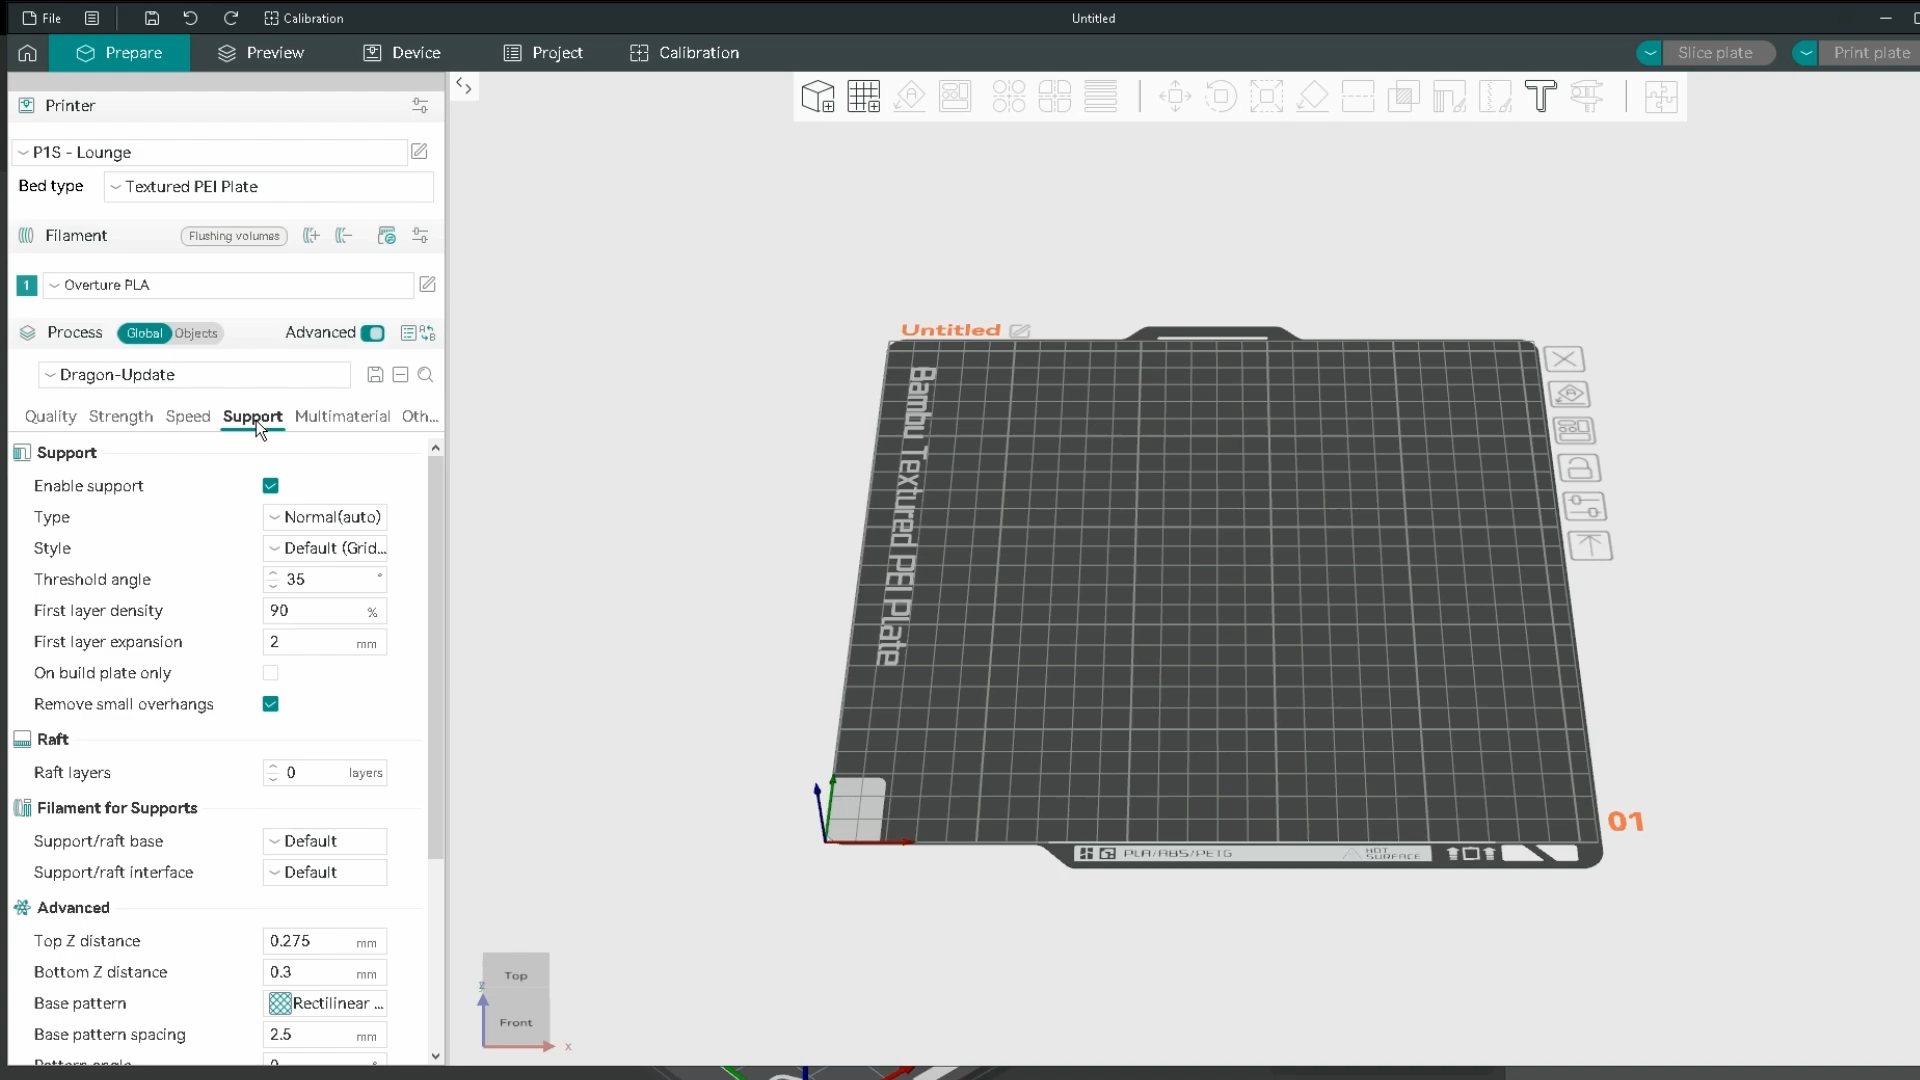 File
Calibration
Untitled
Prepare
Preview
Device
Project
Calibration
Slice plate
Print plate
Printer
P1S - Lounge
Bed type
Textured PEI Plate
Filament
Flushing volumes
1
Overture PLA
Process
Global
Objects
Advanced
Dragon-Update
Quality
Strength
Speed
Support
Multimaterial
Oth...
Support
Enable support
Type
Normal(auto)
Style
Default (Grid...
Threshold angle
35 °
First layer density
90 %
First layer expansion
2 mm
On build plate only
Remove small overhangs
Raft
Raft layers
0 layers
Filament for Supports
Support/raft base
Default
Support/raft interface
Default
Advanced
Top Z distance
0.275 mm
Bottom Z distance
0.3 mm
Base pattern
Rectilinear ...
Base pattern spacing
2.5 mm
Pattern angle
0 °
Untitled
Bambu Textured PEI Plate
PLA/ABS/PETG
HOT SURFACE
01
Top
Front
z
x